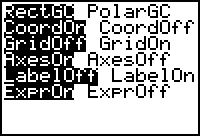 RectGC PolarGC
CoordOn CoordOff
GridOff GridOn
AxesOn AxesOff
LabelOff LabelOn
ExprOn ExprOff